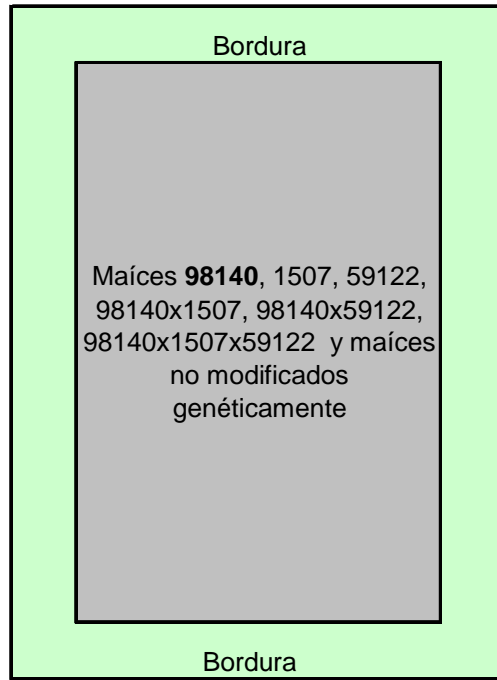 Bordura
Maíces 98140, 1507, 59122,
98140x1507, 98140x59122,
98140x1507x59122 y maíces
no modificados
genéticamente
Bordura